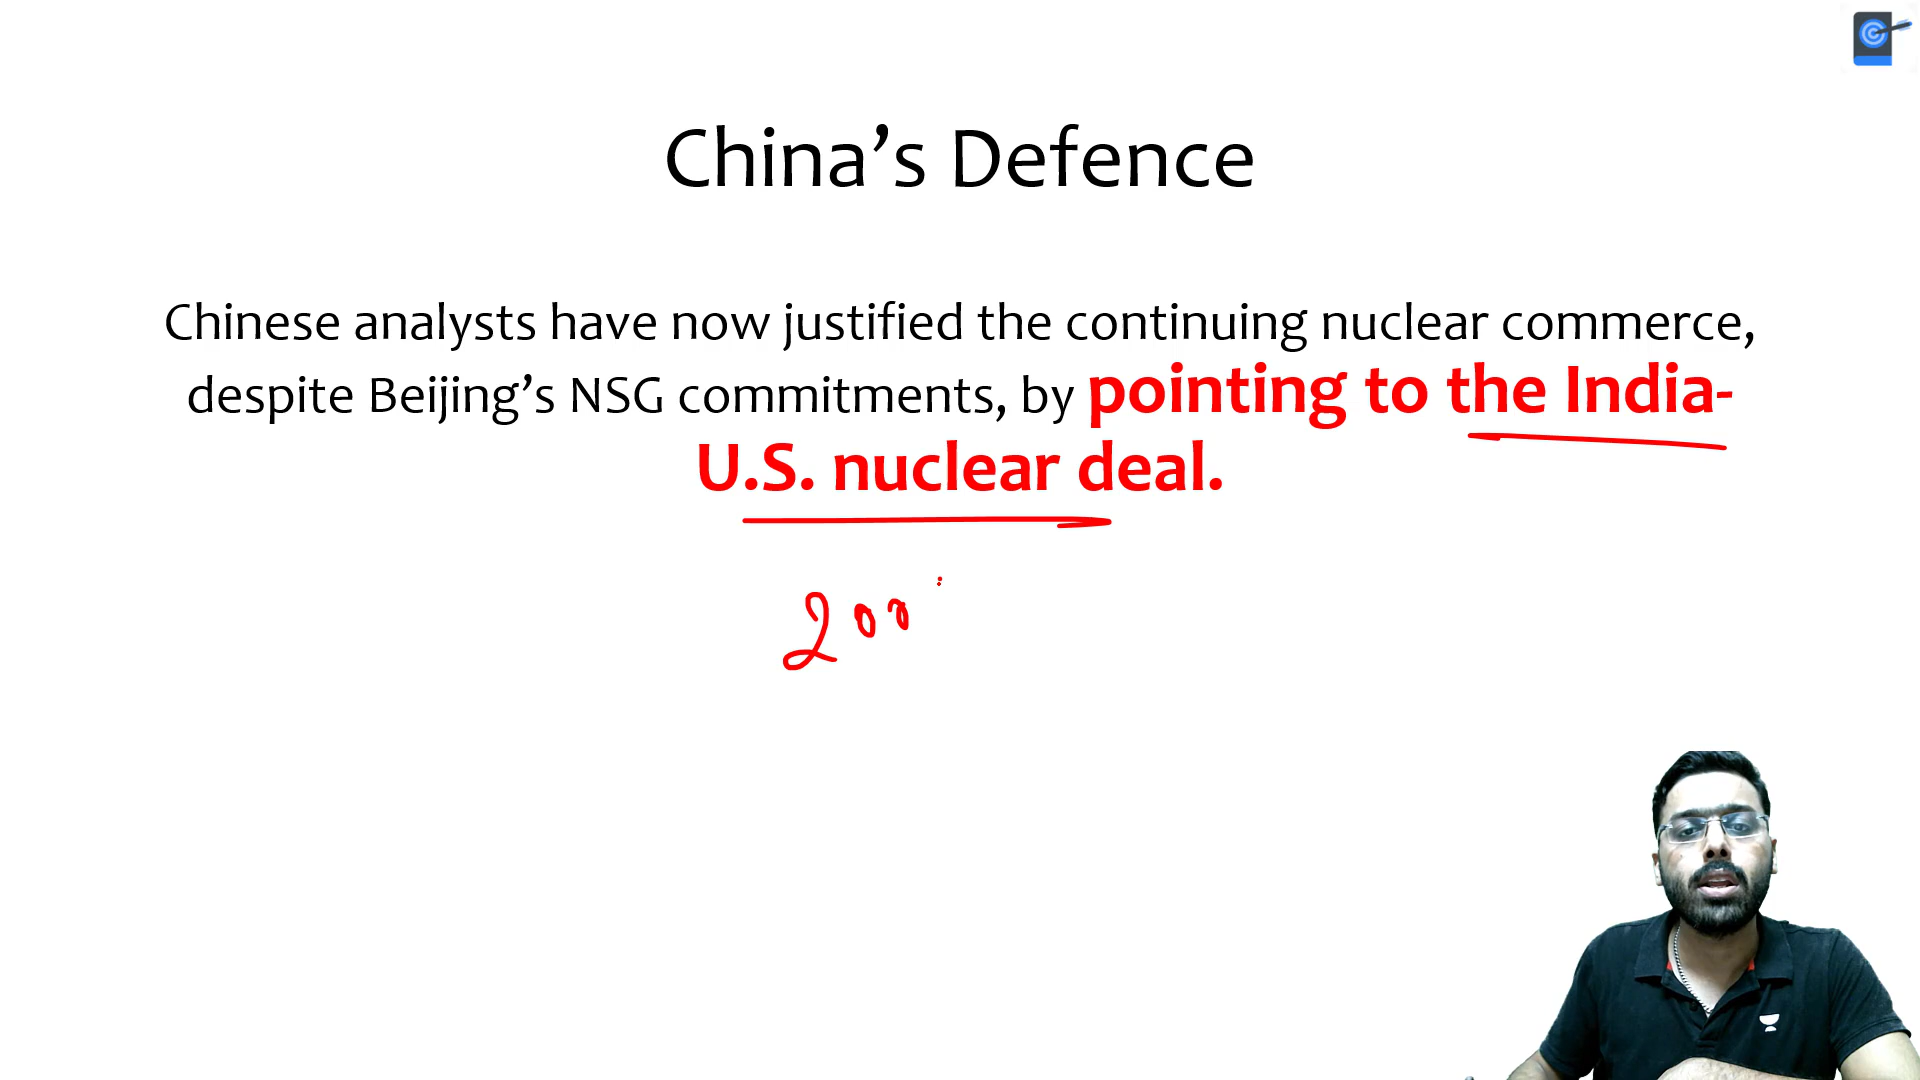 China’s Defence
Chinese analysts have now justified the continuing nuclear commerce,
despite Beijing’s NSG commitments, by pointing to the India-
U.S. nuclear deal.
200